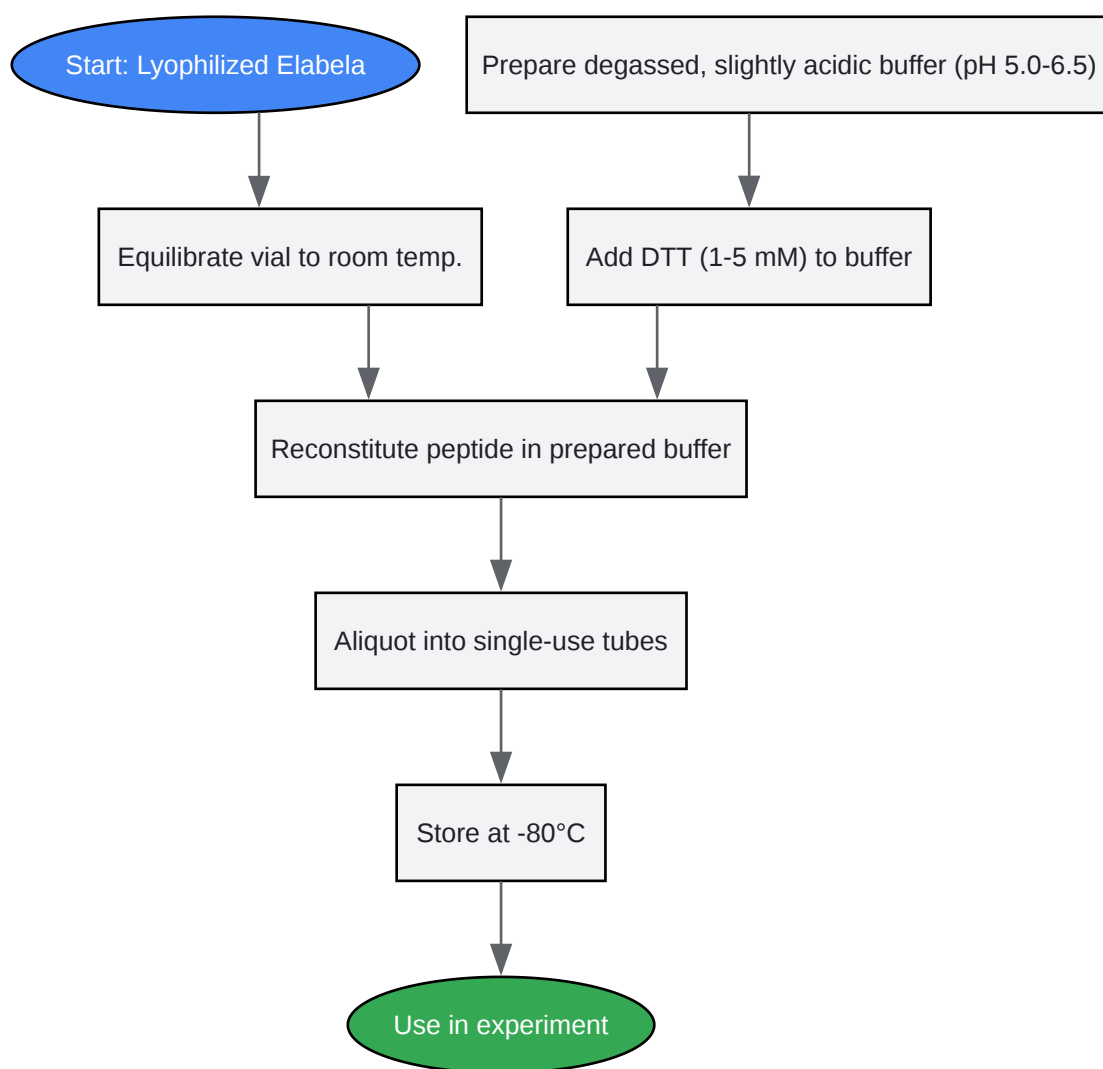 Start: Lyophilized Elabela
Prepare degassed, slightly acidic buffer (pH 5.0-6.5)
Equilibrate vial to room temp.
Add DTT (1-5 mM) to buffer
Reconstitute peptide in prepared buffer
Aliquot into single-use tubes
Store at -80°C
Use in experiment